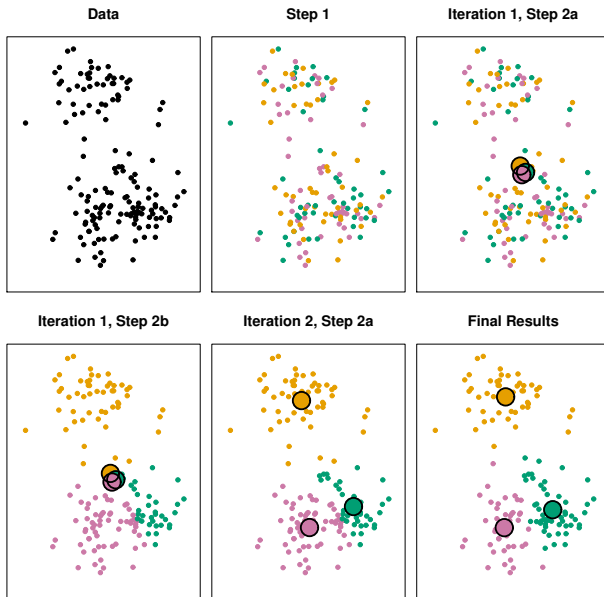 Data
Step 1
Iteration 1, Step 2a
Iteration 1, Step 2b
Iteration 2, Step 2a
Final Results